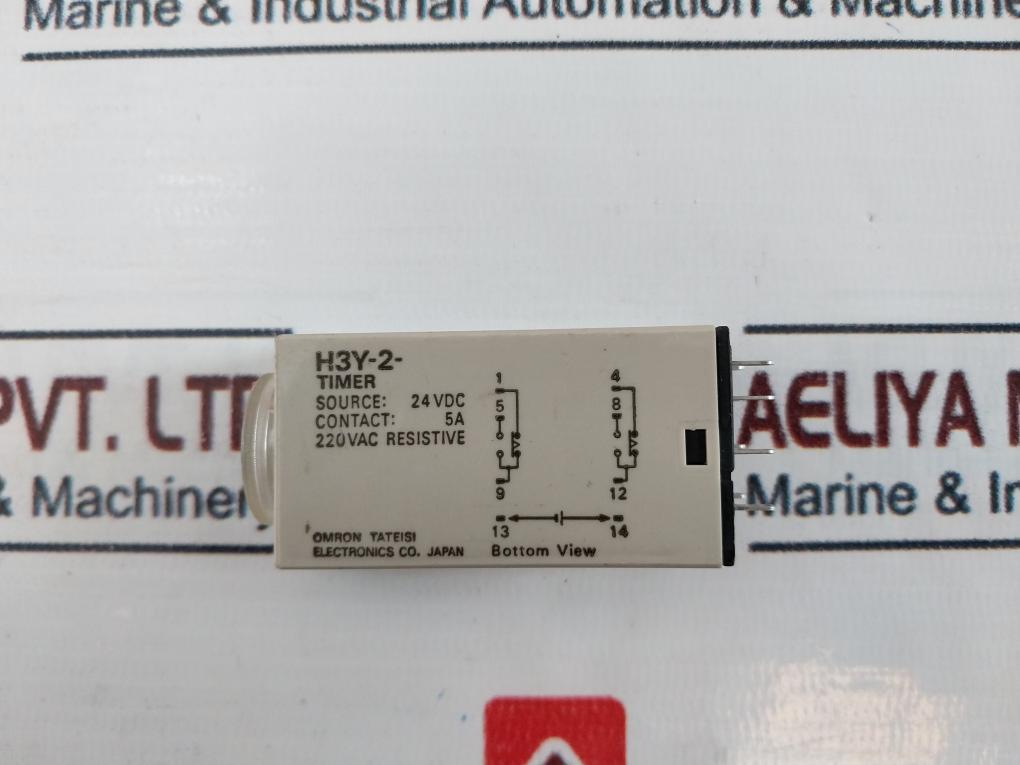 Marine & Industrial Automation & Machine
PVT. LT
AELIYA
& Machiner
Marine & In
H3Y-2-
TIMER
SOURCE: 24VDC
CONTACT: 5A
220VAC RESISTIVE
OMRON TATEISI
ELECTRONICS CO. JAPAN
1 4
5 8
9 12
13 14
Bottom View